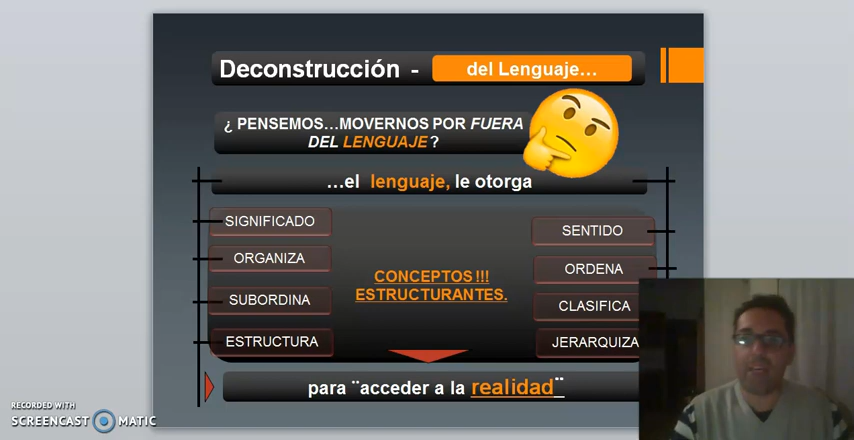 Deconstrucción - del Lenguaje...
¿ PENSEMOS...MOVERNOS POR FUERA
DEL LENGUAJE ?
...el lenguaje, le otorga
SIGNIFICADO
ORGANIZA
SUBORDINA
ESTRUCTURA
CONCEPTOS !!!
ESTRUCTURANTES.
SENTIDO
ORDENA
CLASIFICA
JERARQUIZA
para ¨acceder a la realidad¨
RECORDED WITH
SCREENCAST MATIC